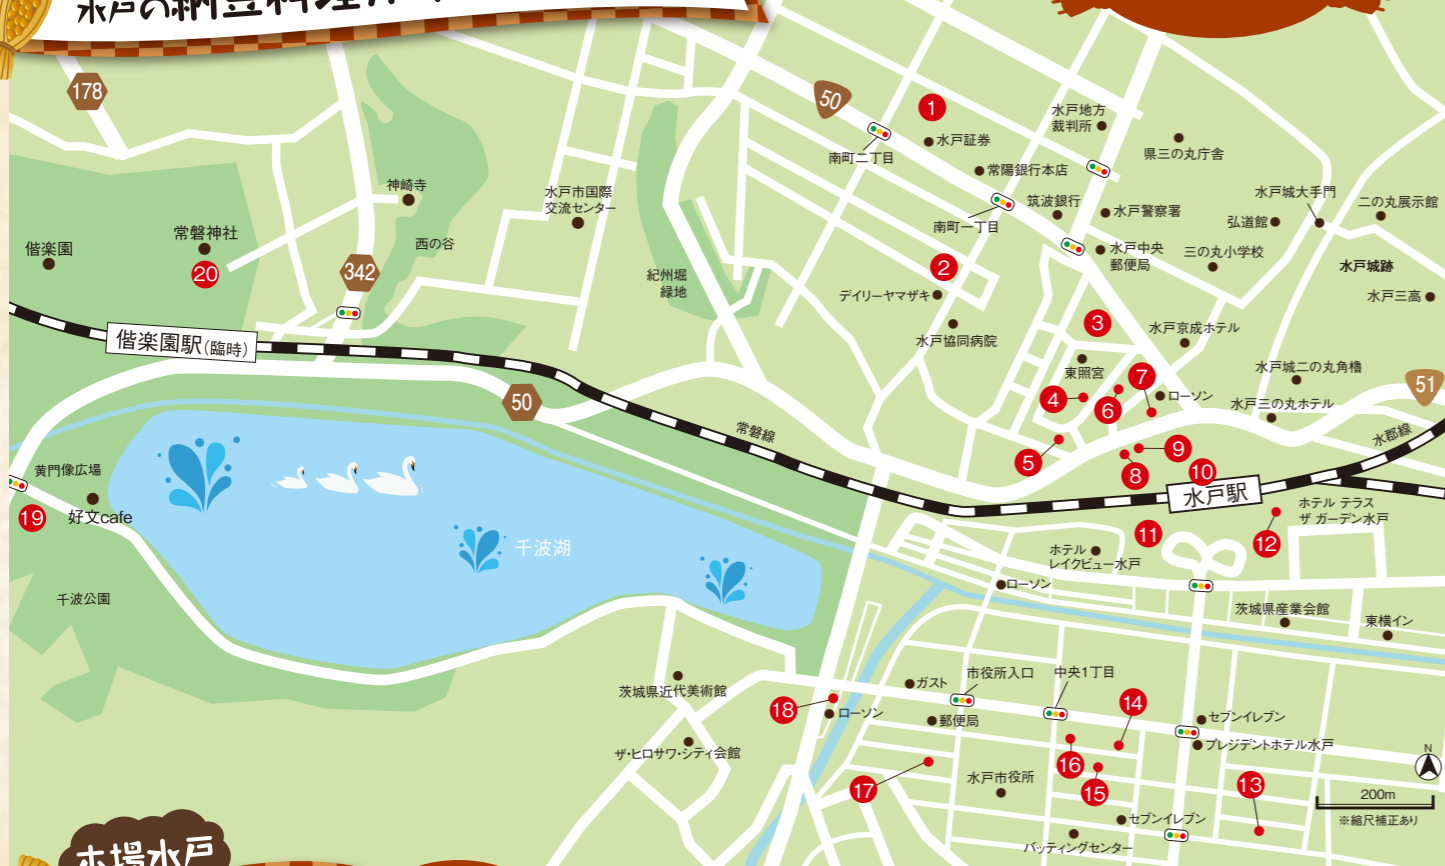 水戸の納豆料理
178
50
1
水戸証券
南町二丁目
常陽銀行本店
水戸地方
裁判所
県三の丸庁舎
筑波銀行
水戸警察署
南町一丁目
水戸中央
郵便局
水戸城大手門
二の丸展示館
弘道館
三の丸小学校
水戸城跡
水戸三高
神崎寺
水戸市国際
交流センター
偕楽園
常磐神社
20
西の谷
342
紀州堀
緑地
2
デイリーヤマザキ
水戸協同病院
3
水戸京成ホテル
東照宮
7
ローソン
水戸城二の丸角櫓
51
4
6
水戸三の丸ホテル
偕楽園駅(臨時)
50
常磐線
水郡線
5
8
9
10
水戸駅
黄門像広場
19
好文cafe
千波湖
千波公園
11
12
ホテル テラス
ザ ガーデン水戸
ホテル
レイクビュー水戸
ローソン
茨城県産業会館
東横イン
茨城県近代美術館
ザ・ヒロサワ・シティ会館
18
ローソン
ガスト
市役所入口
中央1丁目
郵便局
14
セブンイレブン
プレジデントホテル水戸
16
15
17
水戸市役所
13
セブンイレブン
バッティングセンター
N
200m
※縮尺補正あり
本場水戸